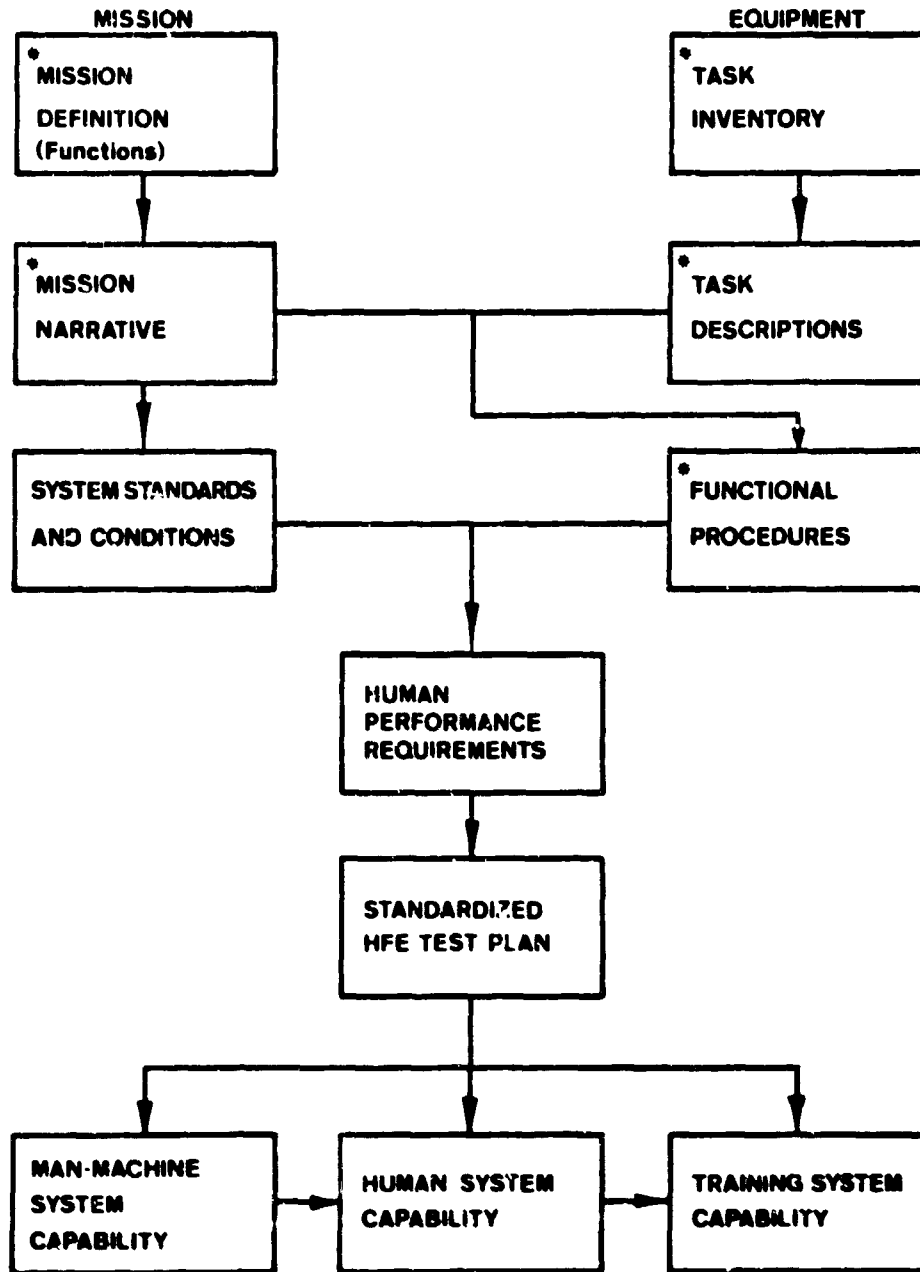 MISSION
EQUIPMENT
*
MISSION
DEFINITION
(Functions)
*
TASK
INVENTORY
*
MISSION
NARRATIVE
*
TASK
DESCRIPTIONS
SYSTEM STANDARDS
AND CONDITIONS
*
FUNCTIONAL
PROCEDURES
HUMAN
PERFORMANCE
REQUIREMENTS
STANDARDIZED
HFE TEST PLAN
MAN-MACHINE
SYSTEM
CAPABILITY
HUMAN SYSTEM
CAPABILITY
TRAINING SYSTEM
CAPABILITY